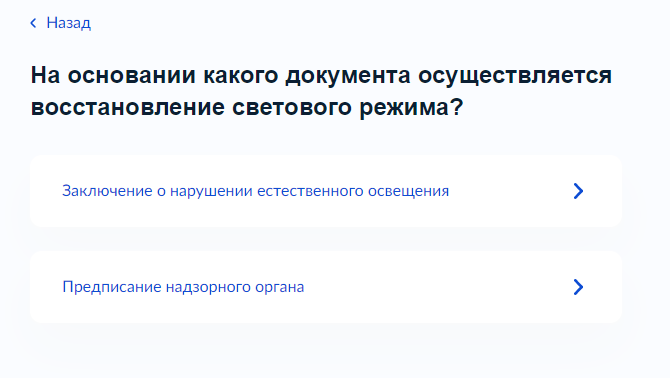 Назад
На основании какого документа осуществляется
восстановление светового режима?
Заключение о нарушении естественного освещения
Предписание надзорного органа